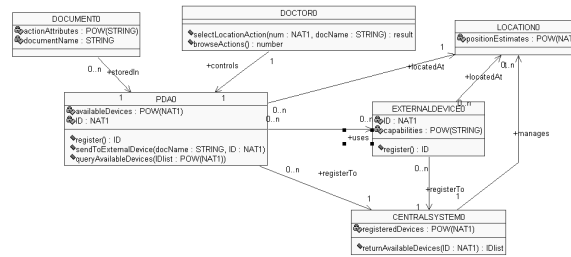 DOCUMENT0
actionAttributes : POW(STRING)
documentName : STRING
DOCTOR0
selectLocationAction(num : NAT1, docName : STRING) : result
browseActions() : number
LOCATION0
positionEstimates : POW(NAT
0..n
+storedIn
1
+controls
1
1
+locatedAt
1
+locatedAt
PDA0
availableDevices : POW(NAT1)
ID : NAT1
register() : ID
sendToExternalDevice(docName : STRING, ID : NAT1)
queryAvailableDevices(IDlist : POW(NAT1))
1
0..n
0..n
+uses
0..n
EXTERNALDEVICE0
ID : NAT1
capabilities : POW(STRING)
register() : ID
+manages
0..n
+registerTo
1
0..n
+registerTo
1
1
CENTRALSYSTEM0
registeredDevices : POW(NAT1)
returnAvailableDevices(ID : NAT1) : IDlist